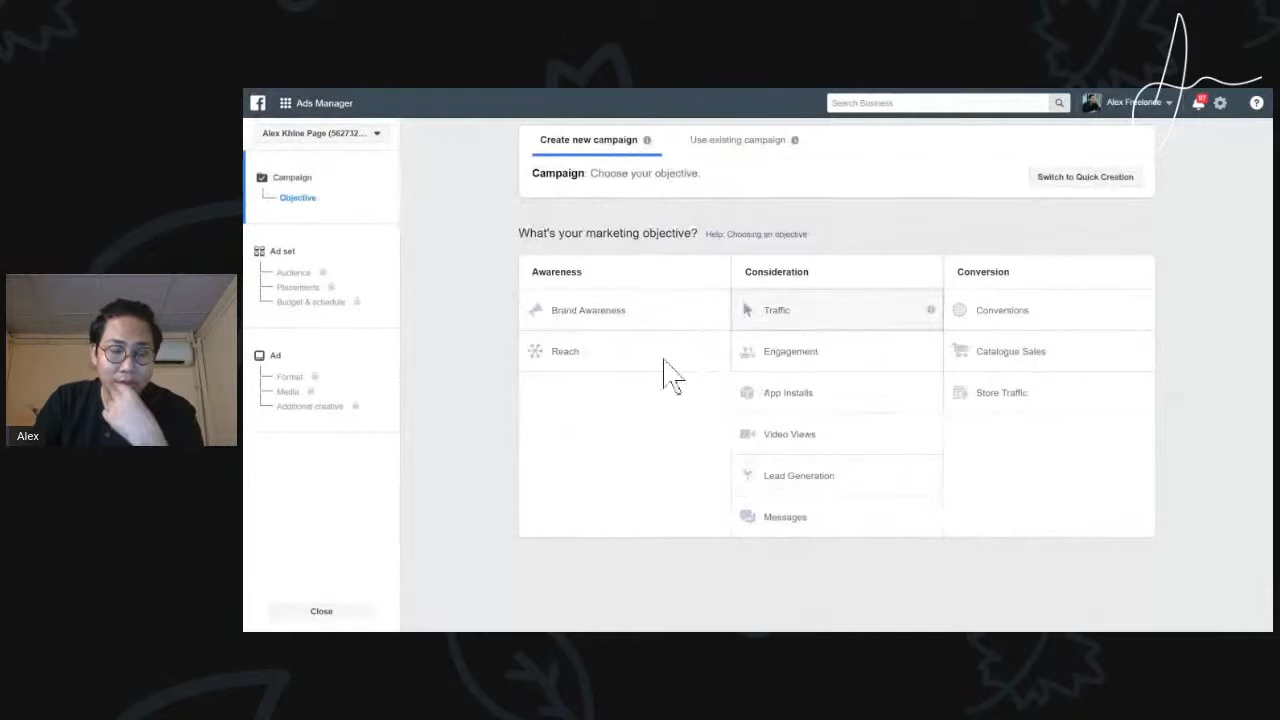 Ads Manager
Search Business
Alex Freelance
Alex Khine Page (562732...
Create new campaign
Use existing campaign
Campaign: Choose your objective.
Switch to Quick Creation
Campaign
Objective
Ad set
Audience
Placements
Budget & schedule
Ad
Format
Media
Additional creative
Close
What's your marketing objective? Help: Choosing an objective
Awareness
Brand Awareness
Reach
Consideration
Traffic
Engagement
App Installs
Video Views
Lead Generation
Messages
Conversion
Conversions
Catalogue Sales
Store Traffic
Alex